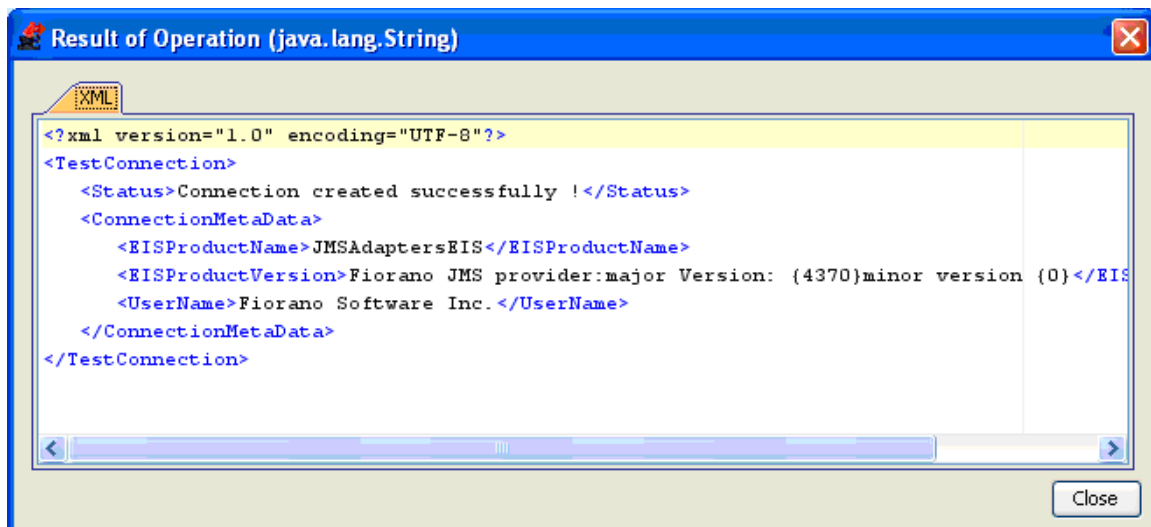 Result of Operation (java.lang.String)
XML
<?xml version="1.0" encoding="UTF-8"?>
<TestConnection>
<Status>Connection created successfully !</Status>
<ConnectionMetaData>
<EISProductName>JMSAdaptersEIS</EISProductName>
<EISProductVersion>Fiorano JMS provider:major Version: {4370}minor version {0}</EIS
<UserName>Fiorano Software Inc.</UserName>
</ConnectionMetaData>
</TestConnection>
Close